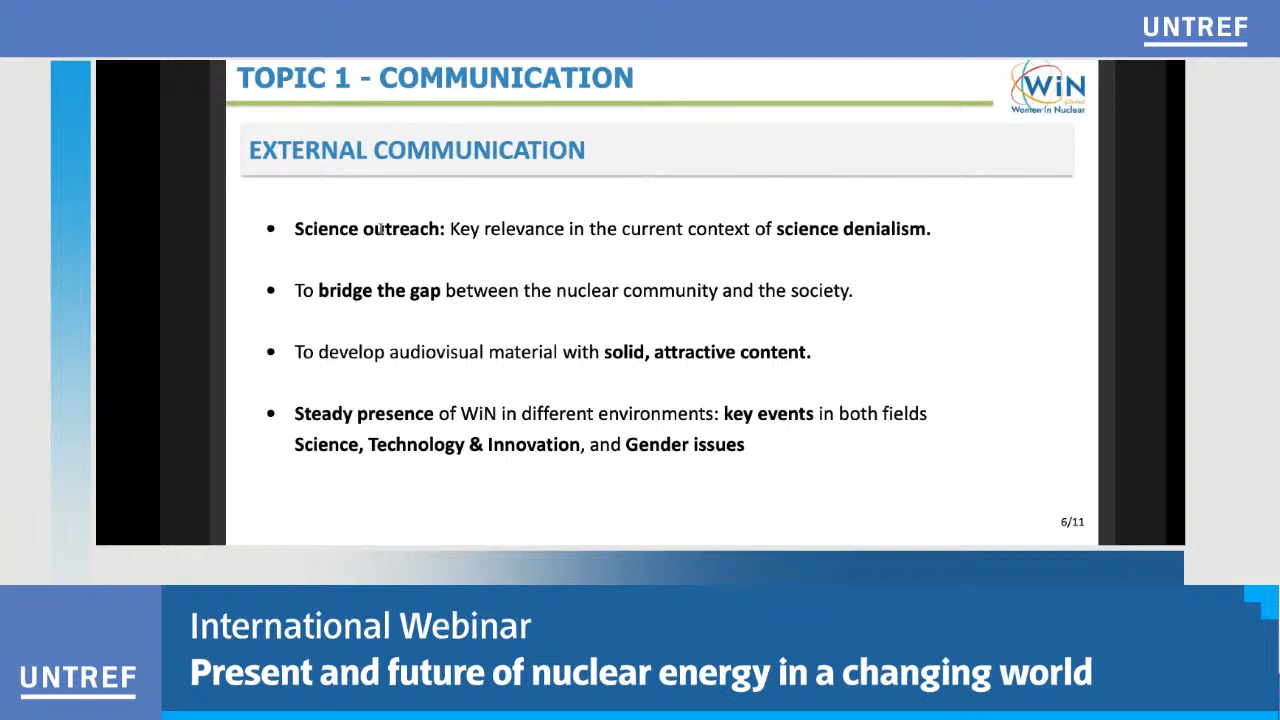 UNTREF
TOPIC 1 - COMMUNICATION
WiN
Global
Women in Nuclear
EXTERNAL COMMUNICATION
• Science outreach: Key relevance in the current context of science denialism.
• To bridge the gap between the nuclear community and the society.
• To develop audiovisual material with solid, attractive content.
• Steady presence of WiN in different environments: key events in both fields
Science, Technology & Innovation, and Gender issues
6/11
International Webinar
UNTREF
Present and future of nuclear energy in a changing world